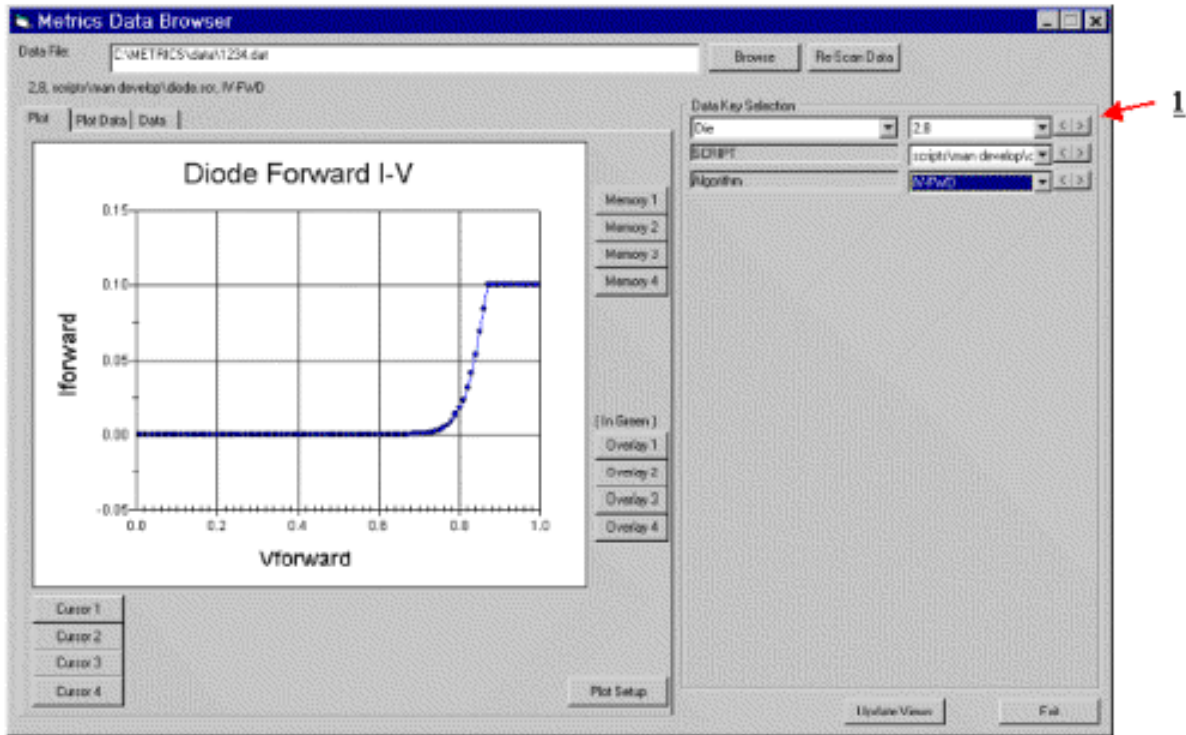 Metrics Data Browser
Data File:
C:\METRICS\data\1234.dat
Browse
Re-Scan Data
2,8, scripts\man develop\diode.scr, IV-FWD
Plot
Plot Data
Data
Data Key Selection
Die
2,8
< >
SCRIPT
scripts\man develop\
< >
Algorithm
IV-FWD
< >
1
Diode Forward I-V
Iforward
0.15
0.10
0.05
0.00
-0.05
0.0
0.2
0.4
0.6
0.8
1.0
Vforward
Memory 1
Memory 2
Memory 3
Memory 4
[In Green]
Overlay 1
Overlay 2
Overlay 3
Overlay 4
Cursor 1
Cursor 2
Cursor 3
Cursor 4
Plot Setup
Update Views
Exit